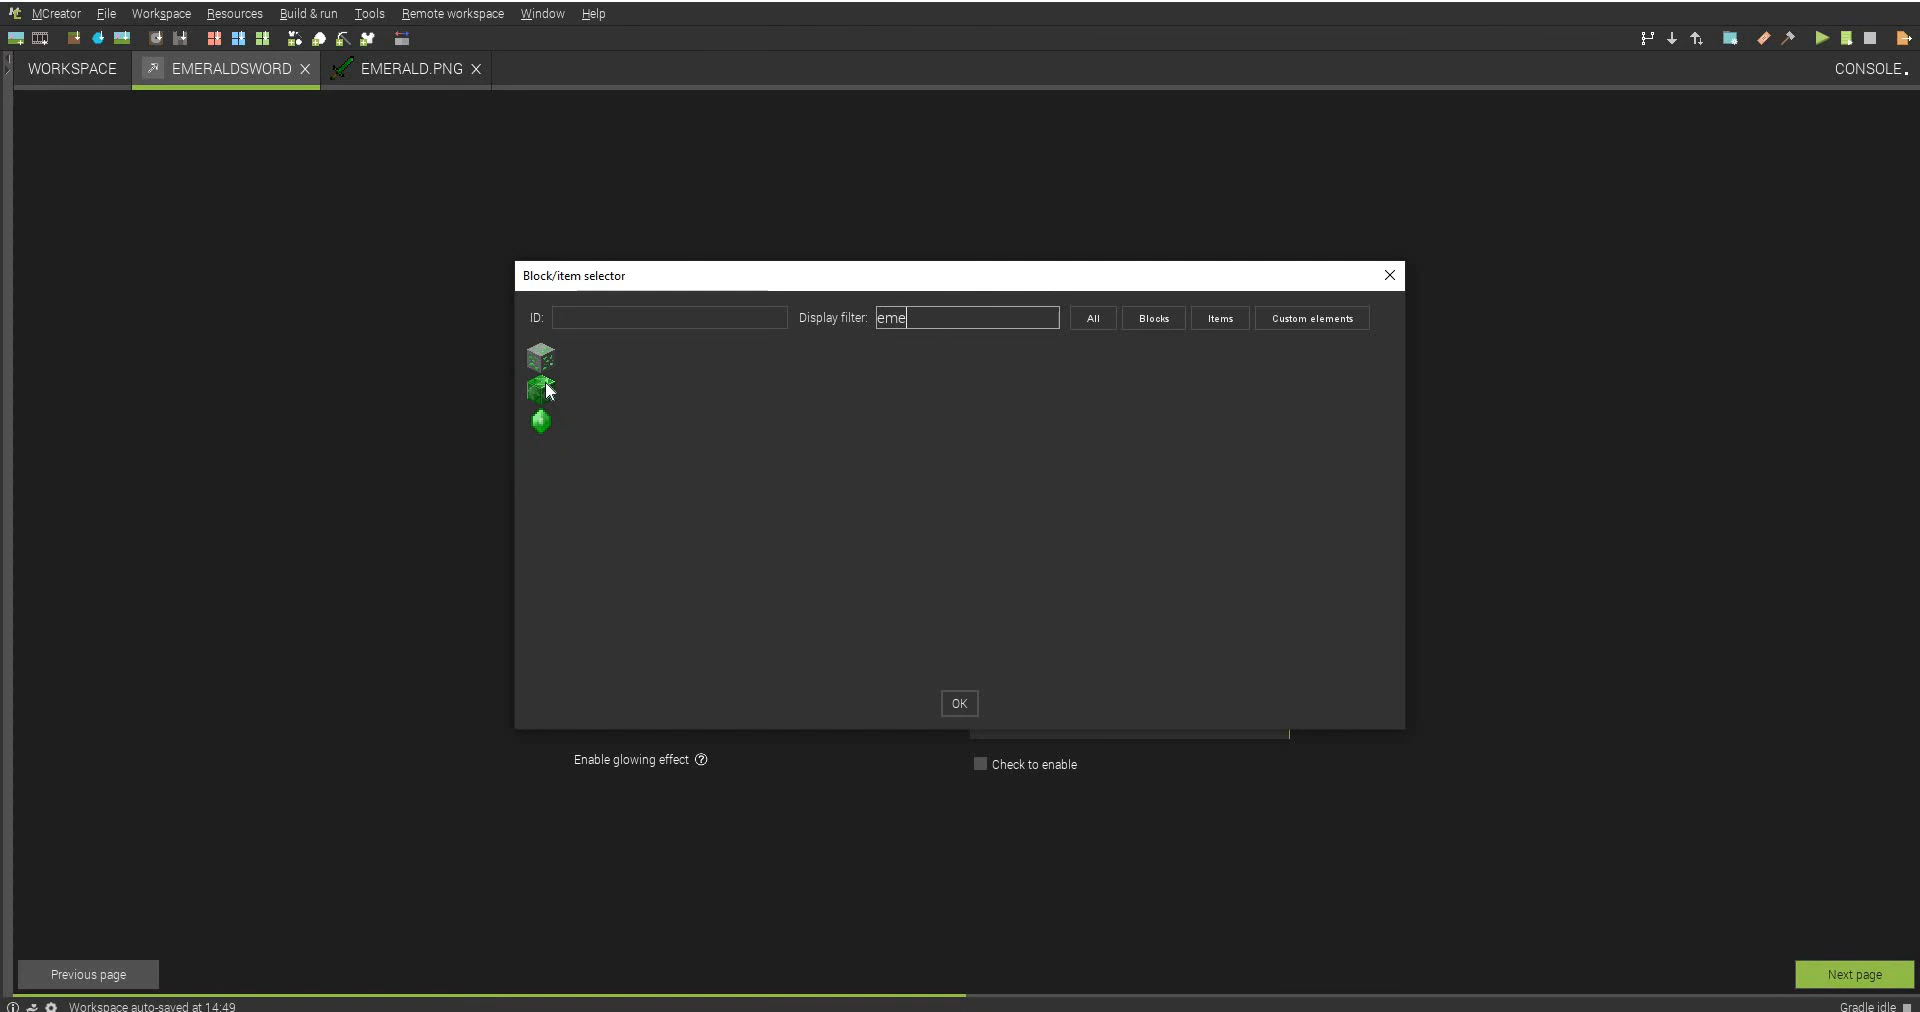 MCreator File Workspace Resources Build & run Tools Remote workspace Window Help
WORKSPACE EMERALDSWORD EMERALD.PNG CONSOLE
Block/item selector
ID: Display filter: eme All Blocks Items Custom elements
OK
Enable glowing effect ? Check to enable
Previous page Next page
Workspace auto-saved at 14:49 Gradle idle